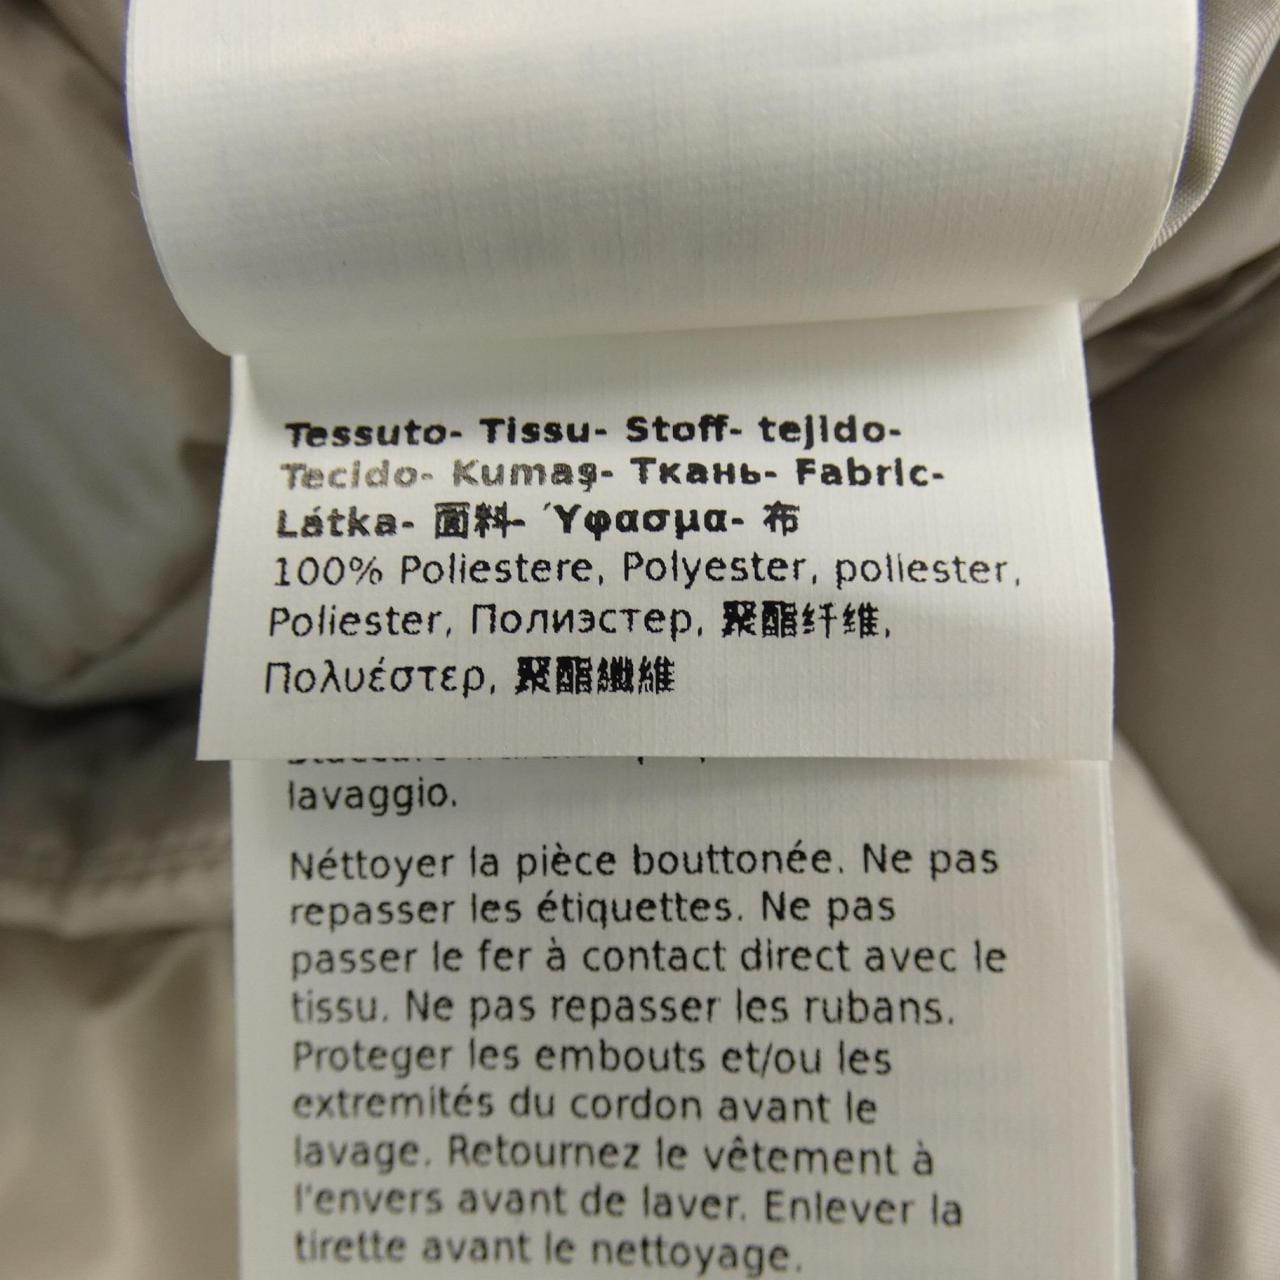 Tessuto- Tissu- Stoff- tejido-
Tecido- Kumaş- Ткань- Fabric-
Látka- 面料- Ύφασμα- 布
100% Poliestere, Polyester, poliester,
Poliester, Полиэстер, 聚酯纤维,
Πολυέστερ, 聚酯纖維
lavaggio.
Néttoyer la pièce bouttonée. Ne pas
repasser les étiquettes. Ne pas
passer le fer à contact direct avec le
tissu. Ne pas repasser les rubans.
Proteger les embouts et/ou les
extremités du cordon avant le
lavage. Retournez le vêtement à
l'envers avant de laver. Enlever la
tirette avant le nettoyage.